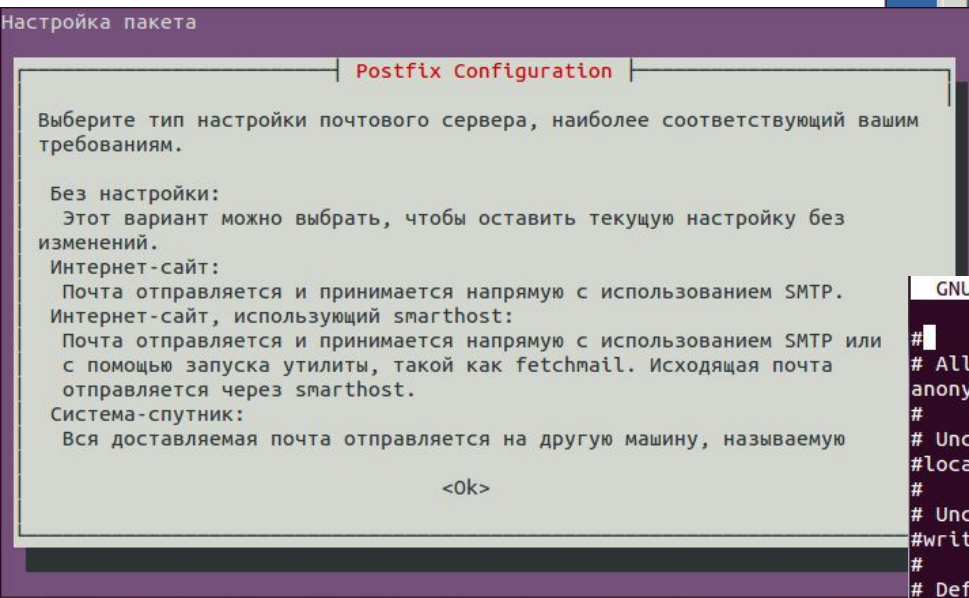 Настройка пакета
Postfix Configuration
Выберите тип настройки почтового сервера, наиболее соответствующий вашим
требованиям.
Без настройки:
Этот вариант можно выбрать, чтобы оставить текущую настройку без
изменений.
Интернет-сайт:
Почта отправляется и принимается напрямую с использованием SMTP.
Интернет-сайт, использующий smarthost:
Почта отправляется и принимается напрямую с использованием SMTP или
с помощью запуска утилиты, такой как fetchmail. Исходящая почта
отправляется через smarthost.
Система-спутник:
Вся доставляемая почта отправляется на другую машину, называемую
<Ok>
GNU
#
# All
anony
#
# Unc
#loca
#
# Unc
#writ
#
# Def